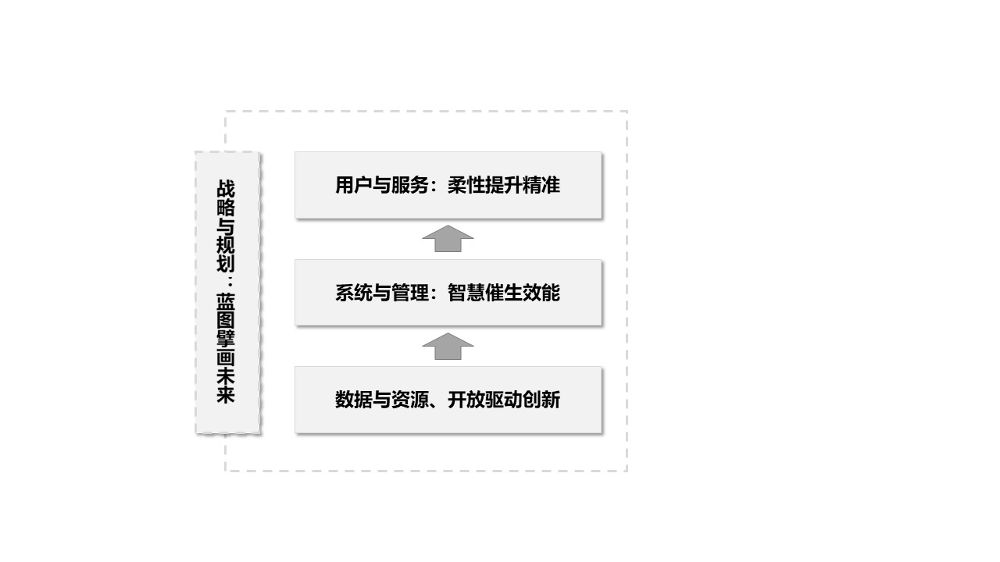 战略与规划：蓝图擘画未来
用户与服务：柔性提升精准
系统与管理：智慧催生效能
数据与资源、开放驱动创新